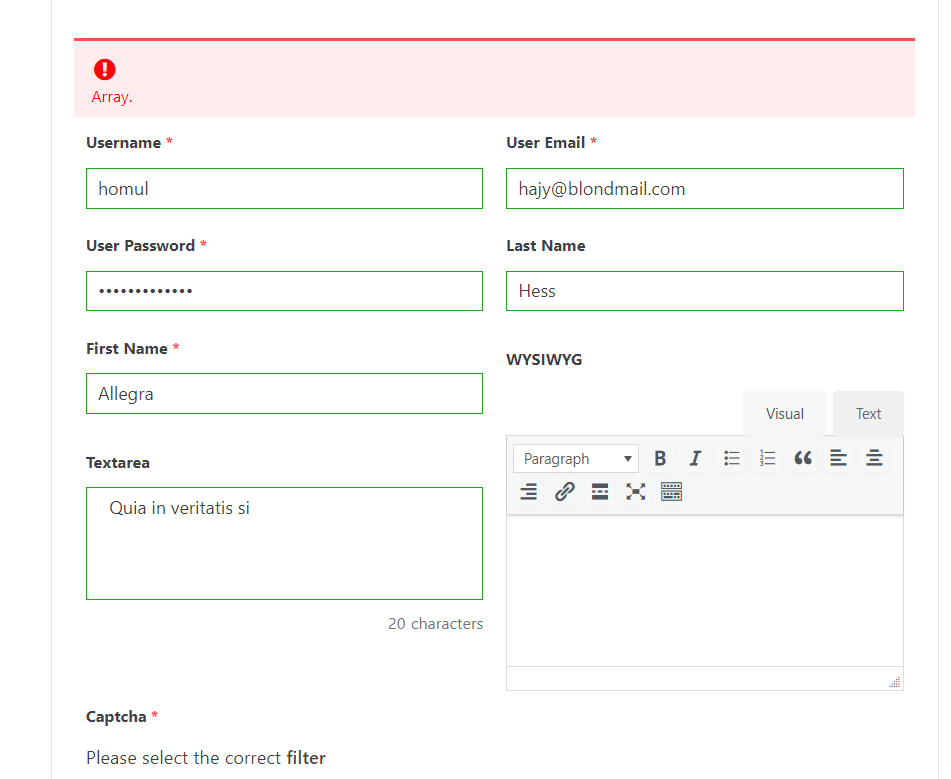 Array.
Username *
User Email *
homul
hajy@blondmail.com
User Password *
Last Name
•••••••••••••
Hess
First Name *
WYSIWYG
Allegra
Visual
Text
Textarea
Paragraph
Quia in veritatis si
20 characters
Captcha *
Please select the correct filter